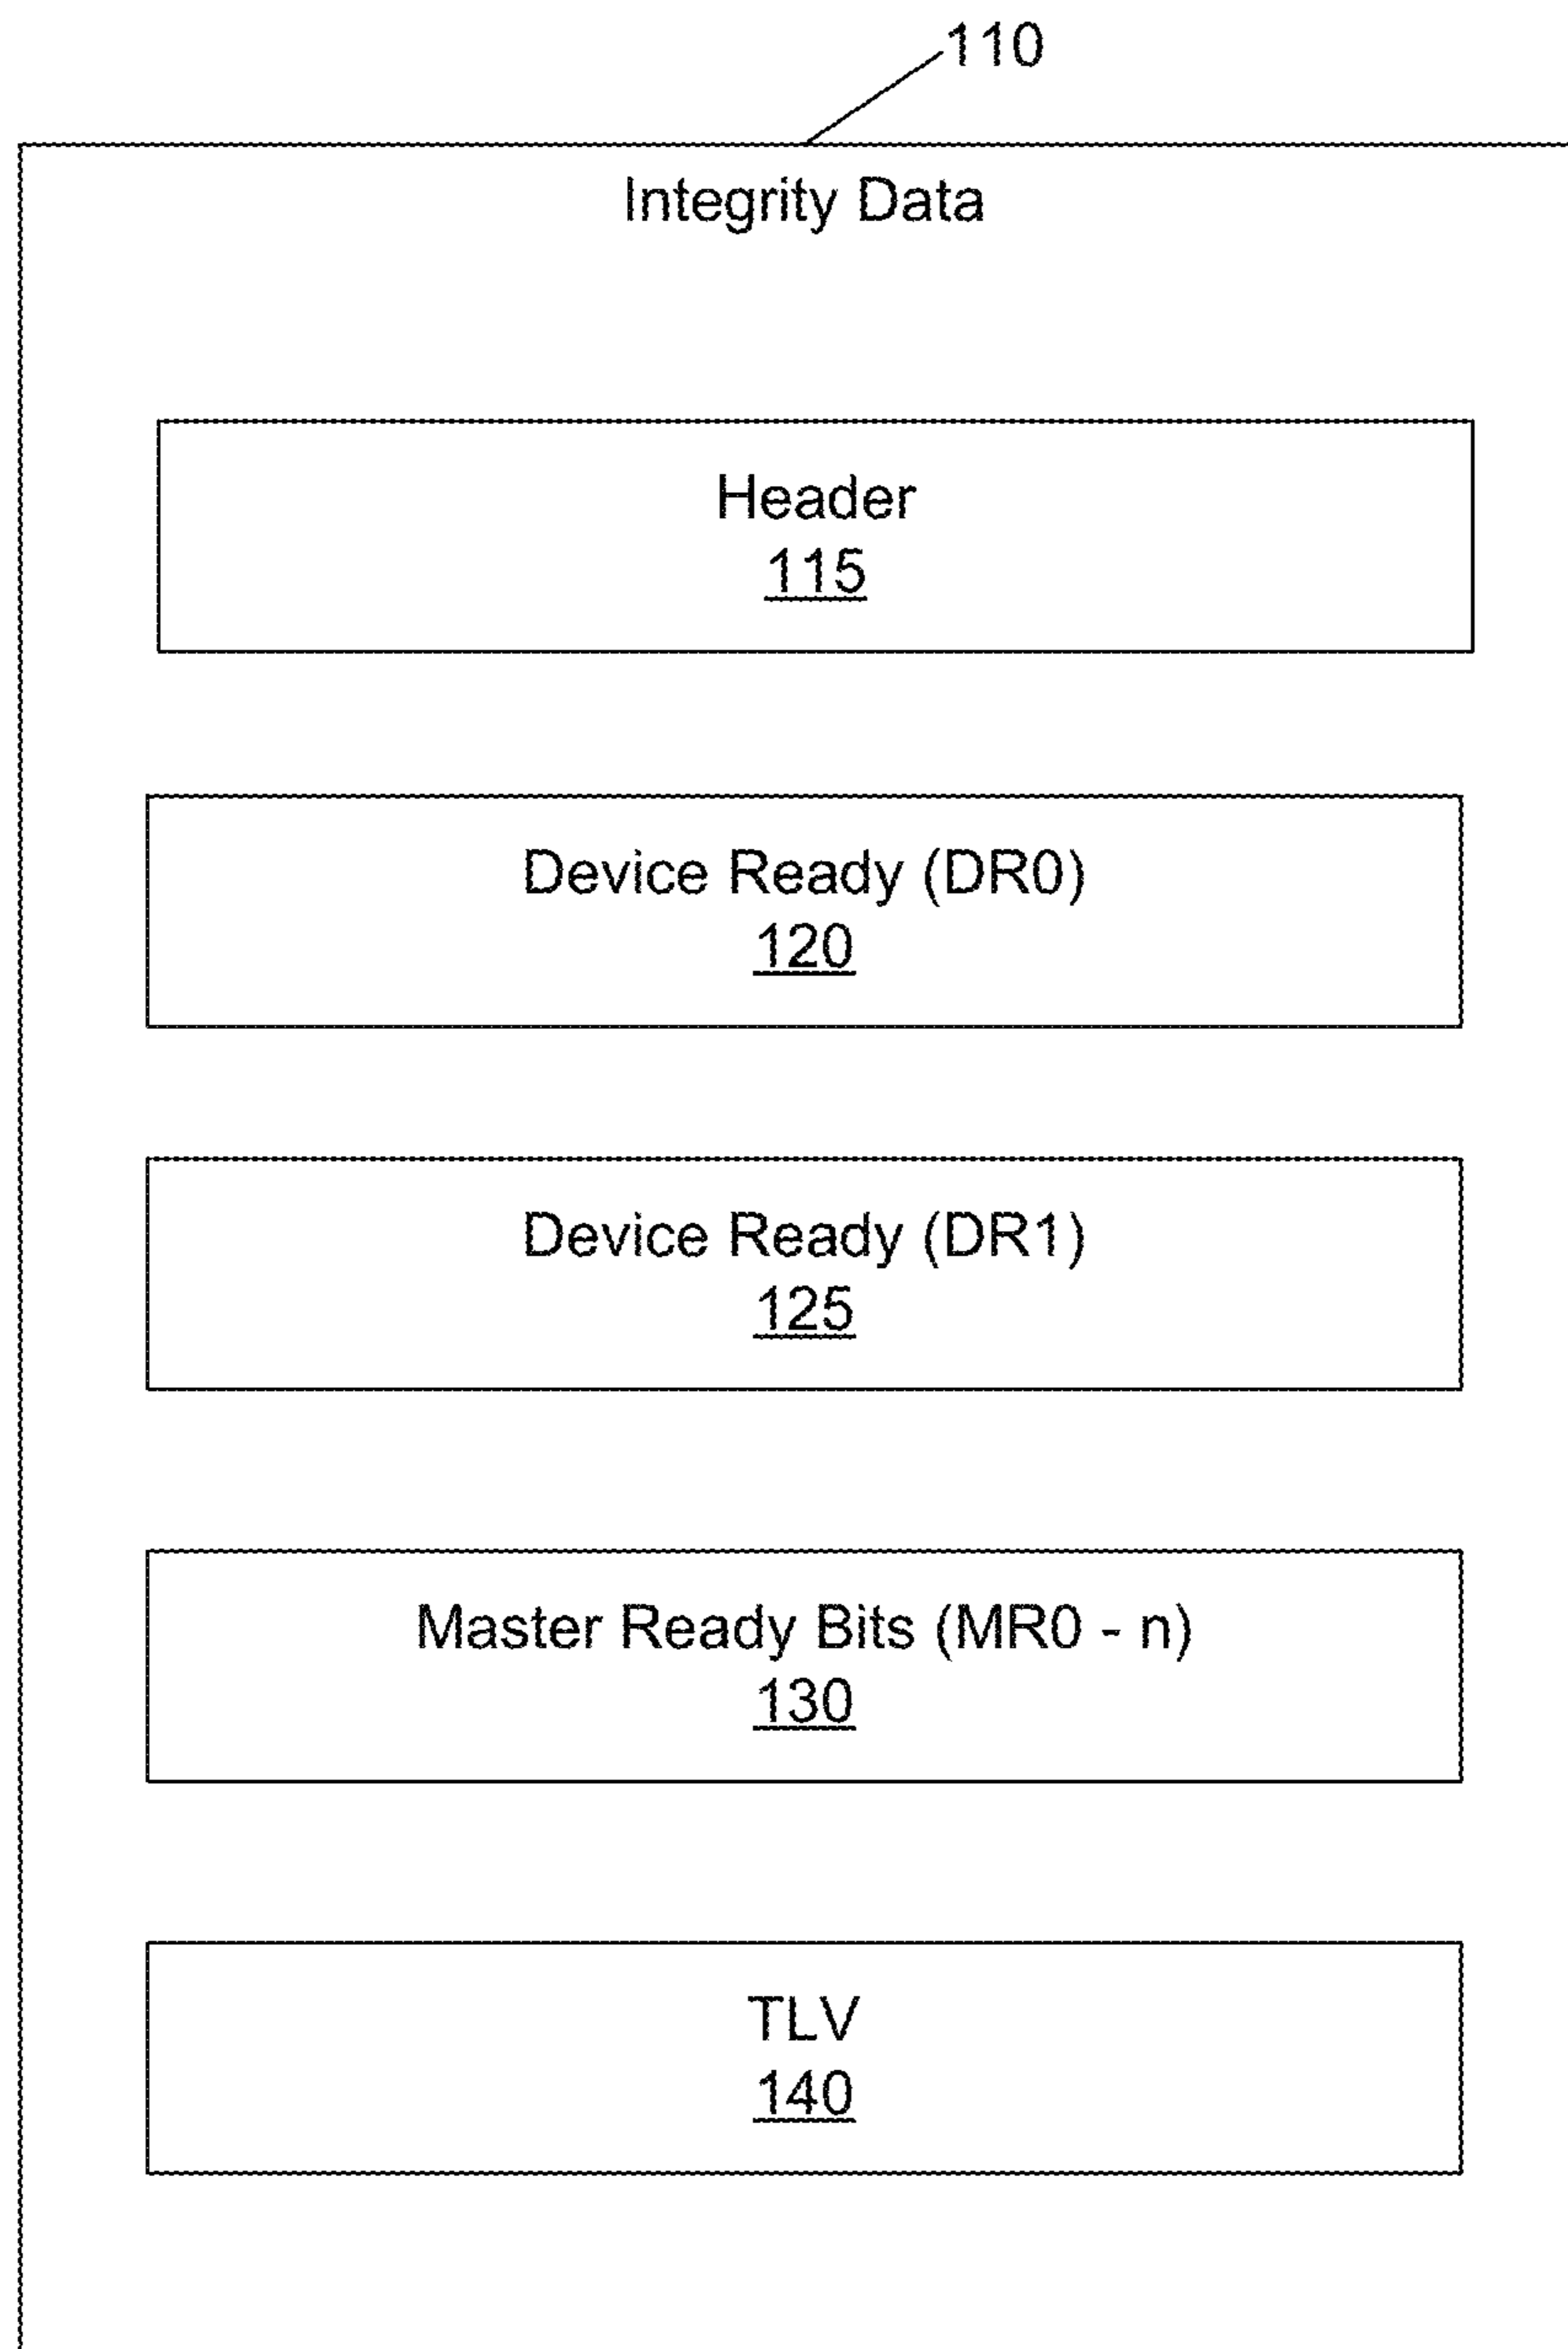 110
Integrity Data
Header
115
Device Ready (DR0)
120
Device Ready (DR1)
125
Master Ready Bits (MR0 - n)
130
TLV
140